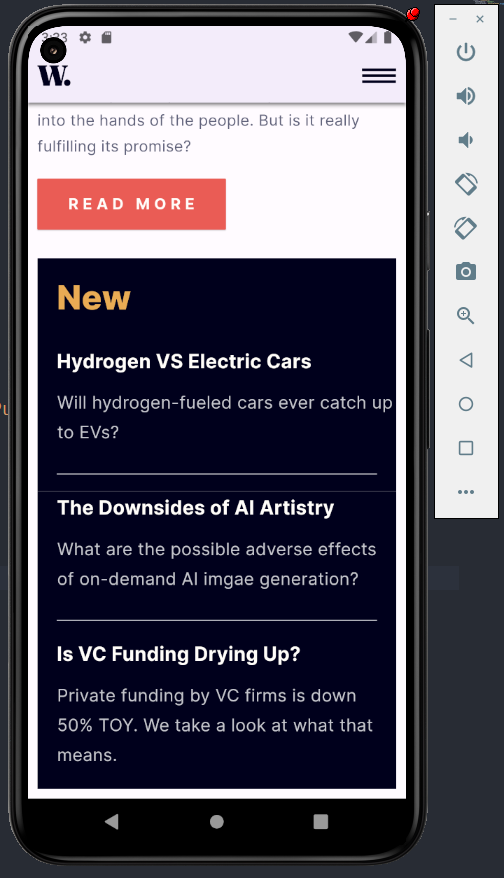 3:23
W.
into the hands of the people. But is it really
fulfilling its promise?
READ MORE
New
Hydrogen VS Electric Cars
Will hydrogen-fueled cars ever catch up
to EVs?
The Downsides of AI Artistry
What are the possible adverse effects
of on-demand AI imgae generation?
Is VC Funding Drying Up?
Private funding by VC firms is down
50% TOY. We take a look at what that
means.